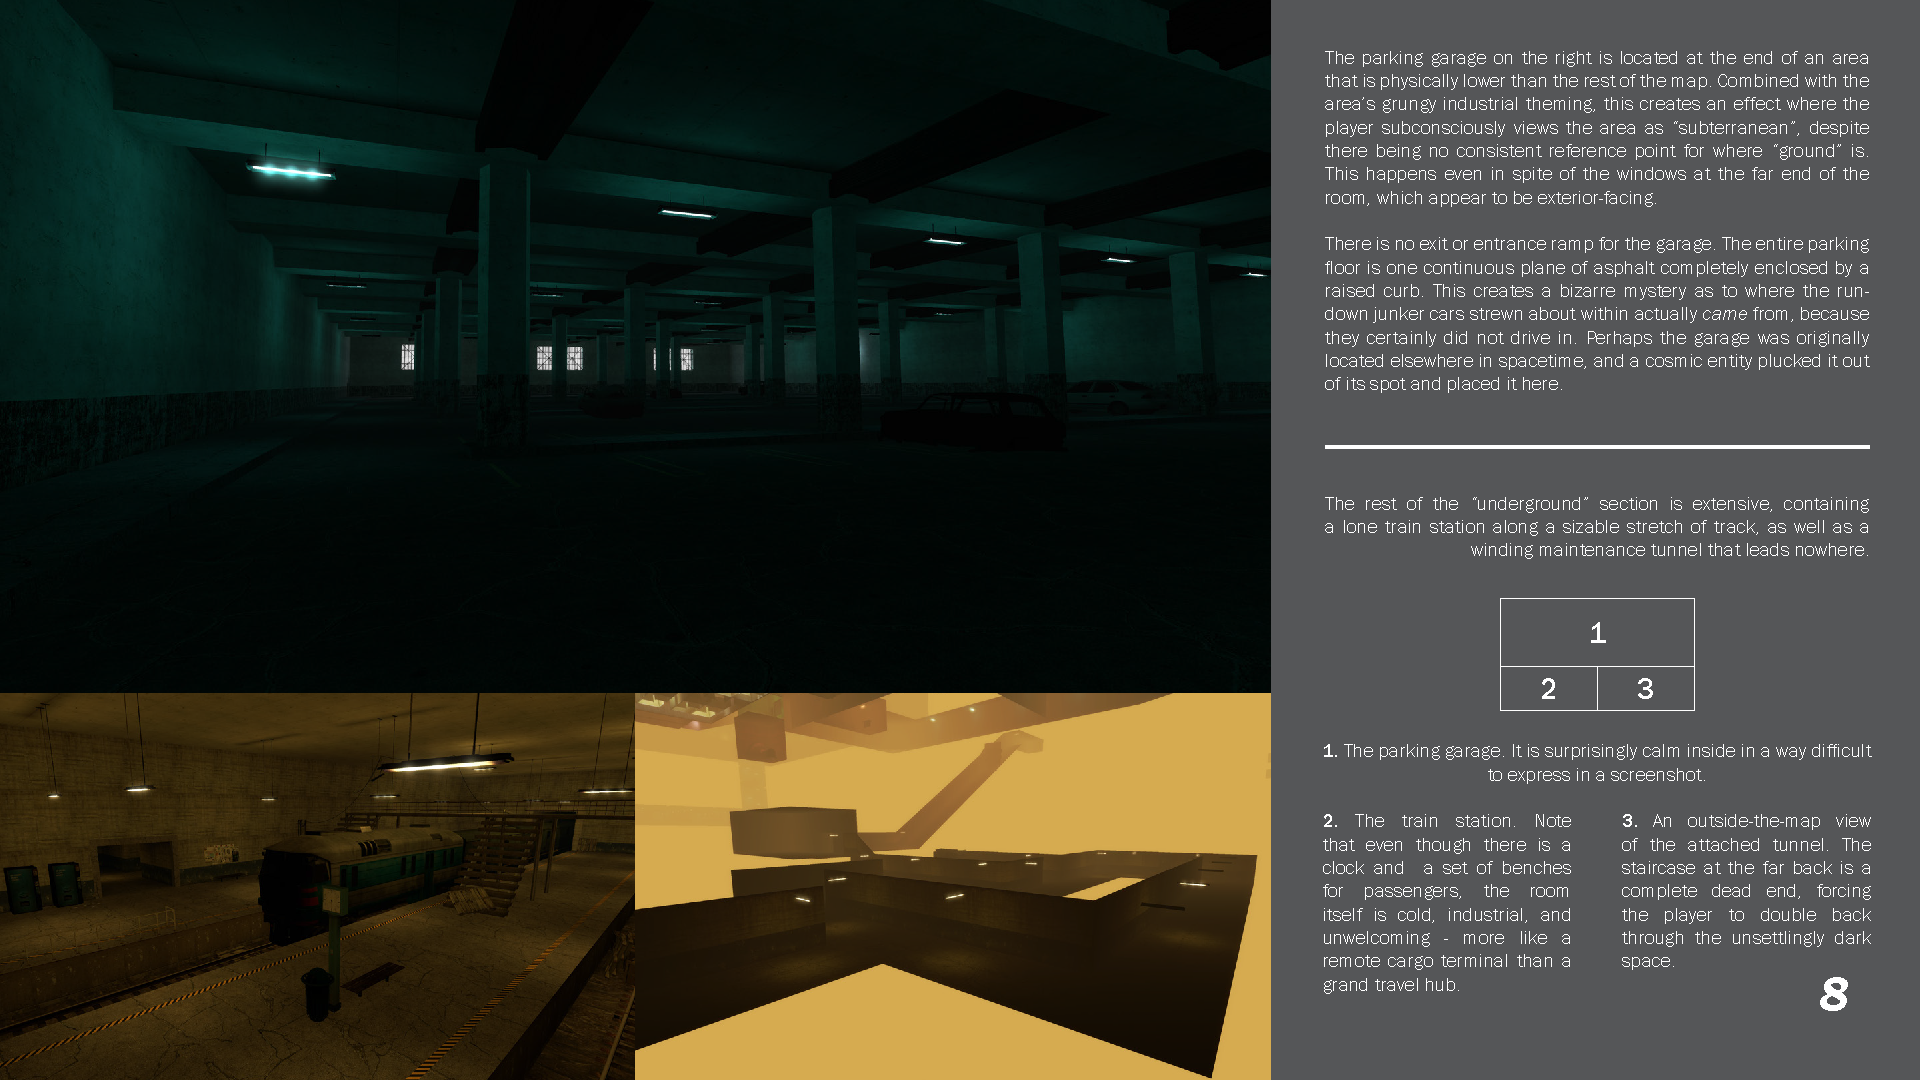 The parking garage on the right is located at the end of an area
that is physically lower than the rest of the map. Combined with the
area's grungy industrial theming, this creates an effect where the
player subconsciously views the area as “subterranean”, despite
there being no consistent reference point for where “ground” is.
This happens even in spite of the windows at the far end of the
room, which appear to be exterior-facing.
There is no exit or entrance ramp for the garage. The entire parking
floor is one continuous plane of asphalt completely enclosed by a
raised curb. This creates a bizarre mystery as to where the run-
down junker cars strewn about within actually came from, because
they certainly did not drive in. Perhaps the garage was originally
located elsewhere in spacetime, and a cosmic entity plucked it out
of its spot and placed it here.
The rest of the “underground” section is extensive, containing
a lone train station along a sizable stretch of track, as well as a
winding maintenance tunnel that leads nowhere.
1
2 3
1. The parking garage. It is surprisingly calm inside in a way difficult
to express in a screenshot.
2. The train station. Note
that even though there is a
clock and a set of benches
for passengers, the room
itself is cold, industrial, and
unwelcoming - more like a
remote cargo terminal than a
grand travel hub.
3. An outside-the-map view
of the attached tunnel. The
staircase at the far back is a
complete dead end, forcing
the player to double back
through the unsettlingly dark
space.
8